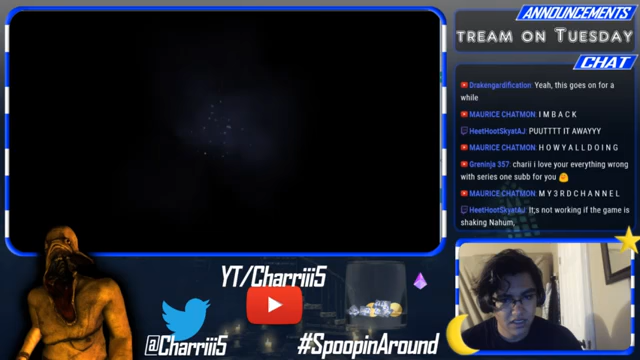 ANNOUNCEMENTS
TREAM ON TUESDAY
CHAT
Drakengardification: Yeah, this goes on for a
while
MAURICE CHATMON: I M B A C K
HeetHootSkyatAJ: PUUTTTT IT AWAYYY
MAURICE CHATMON: H O W Y A L L D O I N G
Greninja 357: charii i love your everything wrong
with series one subb for you
MAURICE CHATMON: M Y 3 R D C H A N N E L
HeetHootSkyatAJ: It;s not working if the game is
shaking Nahum,
YT/Charriii5
@Charriii5
#SpoopinAround